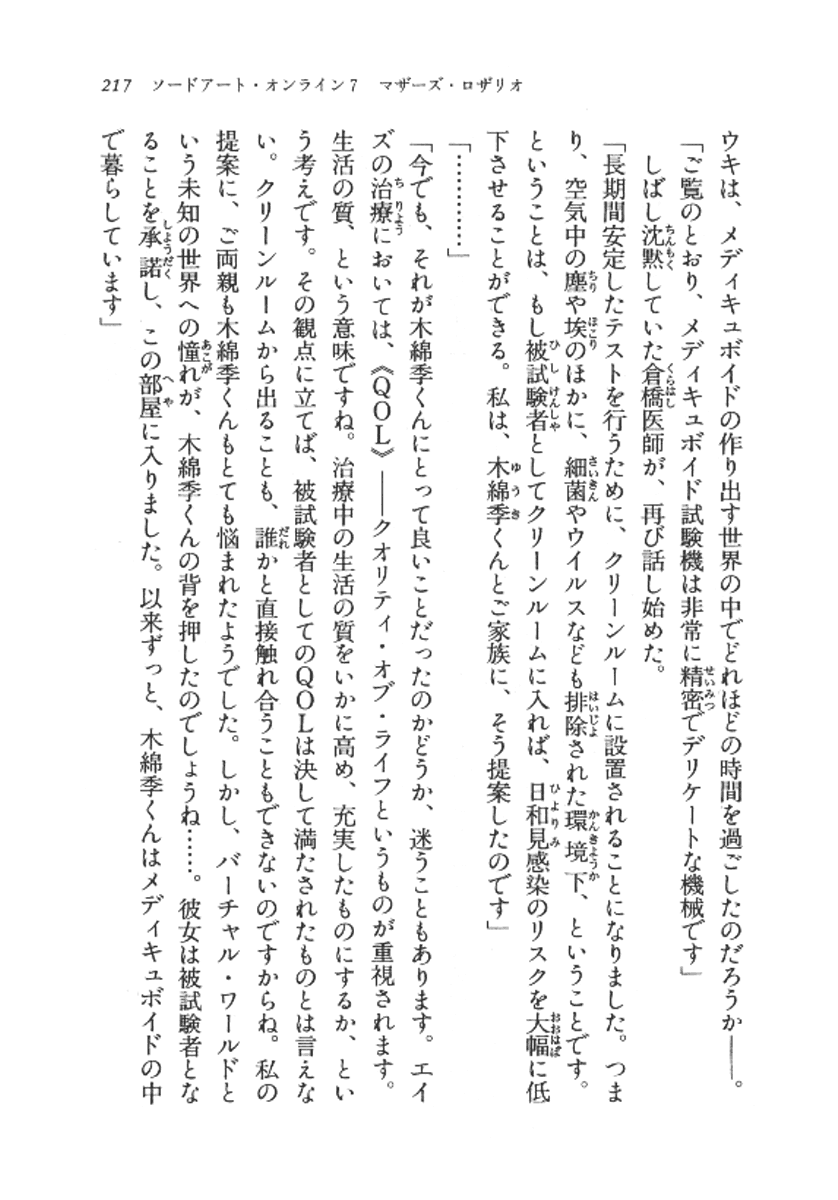 217　ソードアート・オンライン7　マザーズ・ロザリオ
ウキは、メディキュボイドの作り出す世界の中でどれほどの時間を過ごしたのだろうか――。
「ご覧のとおり、メディキュボイド試験機は非常に精密でデリケートな機械です」
しばし沈黙していた倉橋医師が、再び話し始めた。
「長期間安定したテストを行うために、クリーンルームに設置されることになりました。つま
り、空気中の塵や埃のほかに、細菌やウイルスなども排除された環境下、ということです。
ということは、もし被試験者としてクリーンルームに入れば、日和見感染のリスクを大幅に低
下させることができる。私は、木綿季くんとご家族に、そう提案したのです」
「…………」
「今でも、それが木綿季くんにとって良いことだったのかどうか、迷うこともあります。エイ
ズの治療においては、《ＱＯＬ》――クオリティ・オブ・ライフというものが重視されます。
生活の質、という意味ですね。治療中の生活の質をいかに高め、充実したものにするか、とい
う考えです。その観点に立てば、被試験者としてのＱＯＬは決して満たされたものとは言えな
い。クリーンルームから出ることも、誰かと直接触れ合うこともできないのですからね。私の
提案に、ご両親も木綿季くんもとても悩まれたようでした。しかし、バーチャル・ワールドと
いう未知の世界への憧れが、木綿季くんの背を押したのでしょうね……。彼女は被試験者とな
ることを承諾し、この部屋に入りました。以来ずっと、木綿季くんはメディキュボイドの中
で暮らしています」